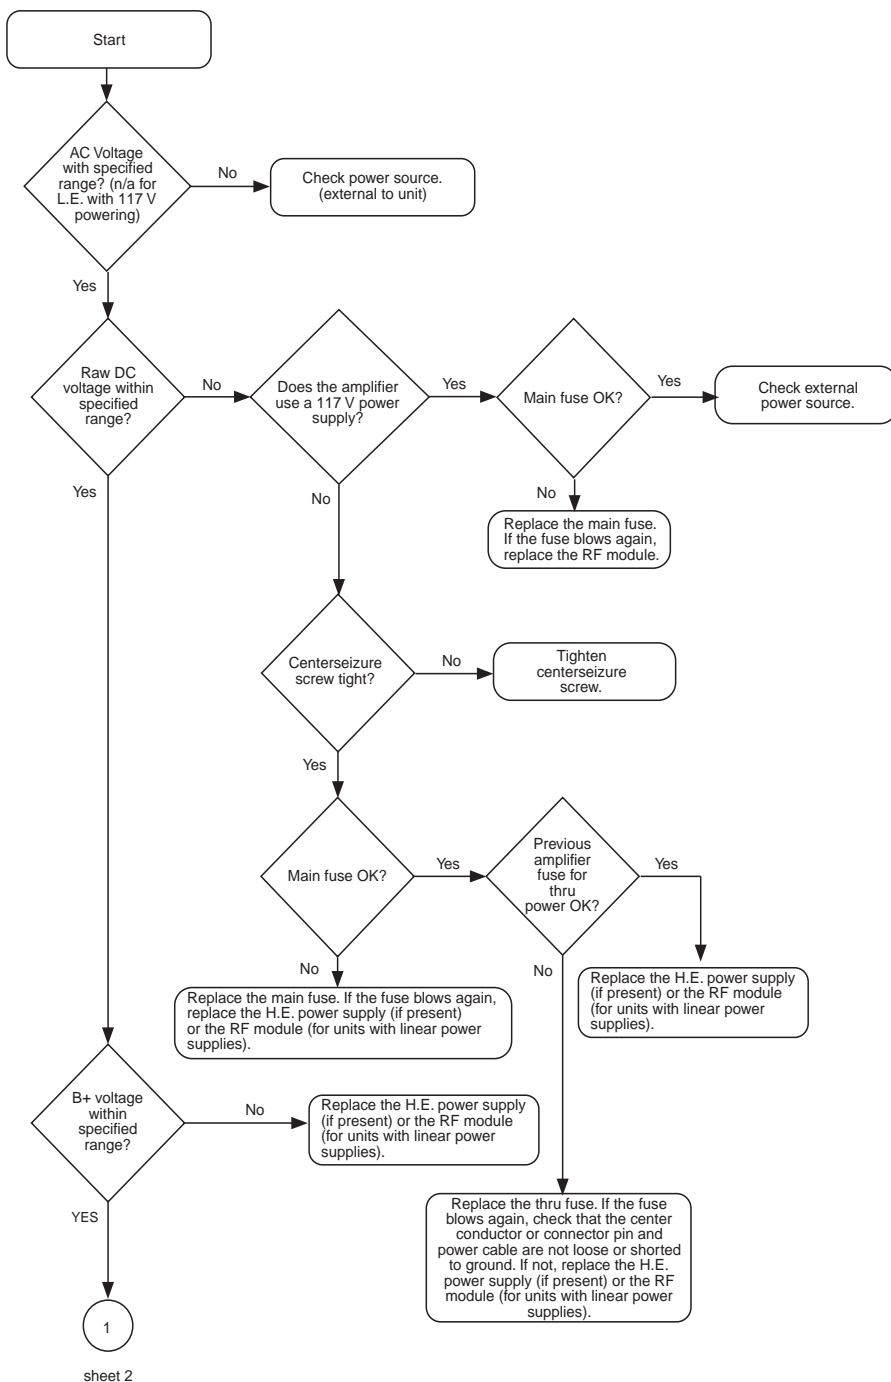 Start
AC Voltage
with specified
range? (n/a for
L.E. with 117 V
powering)
No
Check power source.
(external to unit)
Yes
Raw DC
voltage within
specified
range?
No
Does the amplifier
use a 117 V power
supply?
Yes
Main fuse OK?
Yes
Check external
power source.
Yes
No
No
Replace the main fuse.
If the fuse blows again,
replace the RF module.
Centerseizure
screw tight?
No
Tighten
centerseizure
screw.
Yes
Main fuse OK?
Yes
Previous
amplifier
fuse for
thru
power OK?
Yes
No
No
Replace the main fuse. If the fuse blows again,
replace the H.E. power supply (if present)
or the RF module (for units with linear power
supplies).
Replace the H.E. power supply
(if present) or the RF module
(for units with linear power
supplies).
B+ voltage
within
specified
range?
No
Replace the H.E. power supply
(if present) or the RF module
(for units with linear power
supplies).
YES
Replace the thru fuse. If the fuse
blows again, check that the center
conductor or connector pin and
power cable are not loose or shorted
to ground. If not, replace the H.E.
power supply (if present) or the RF
module (for units with linear power
supplies).
1
sheet 2